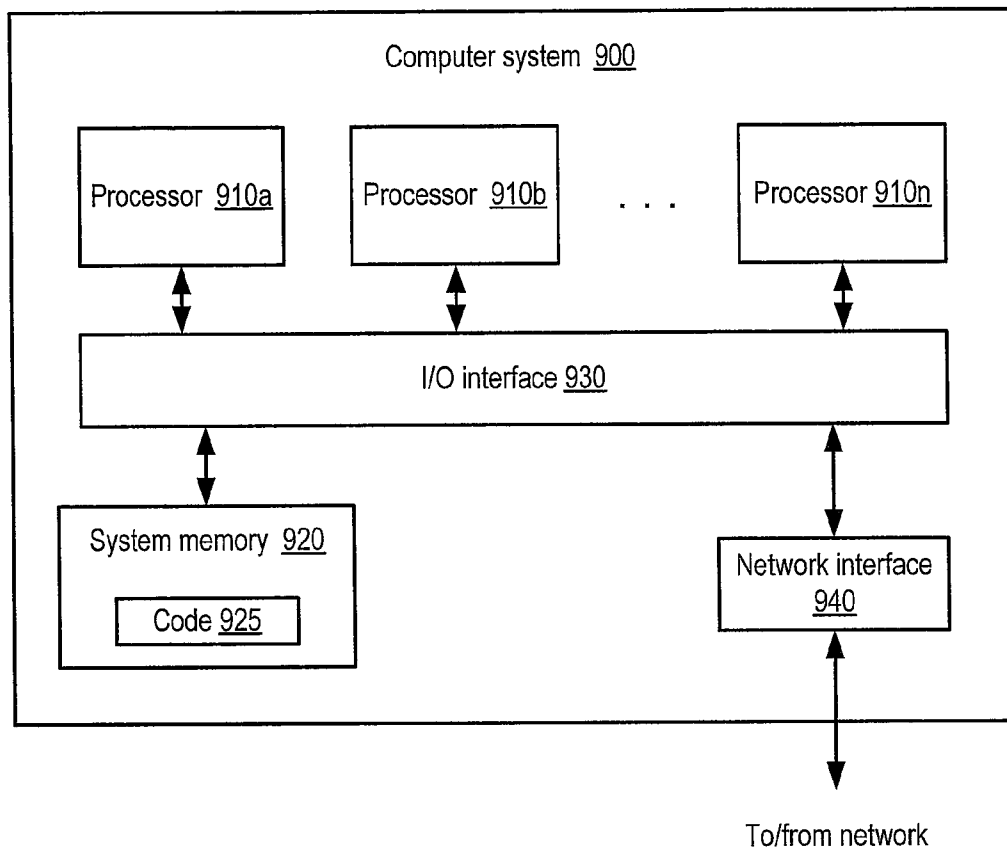 Computer system 900
Processor 910a
Processor 910b
. . .
Processor 910n
I/O interface 930
System memory 920
Code 925
Network interface
940
To/from network